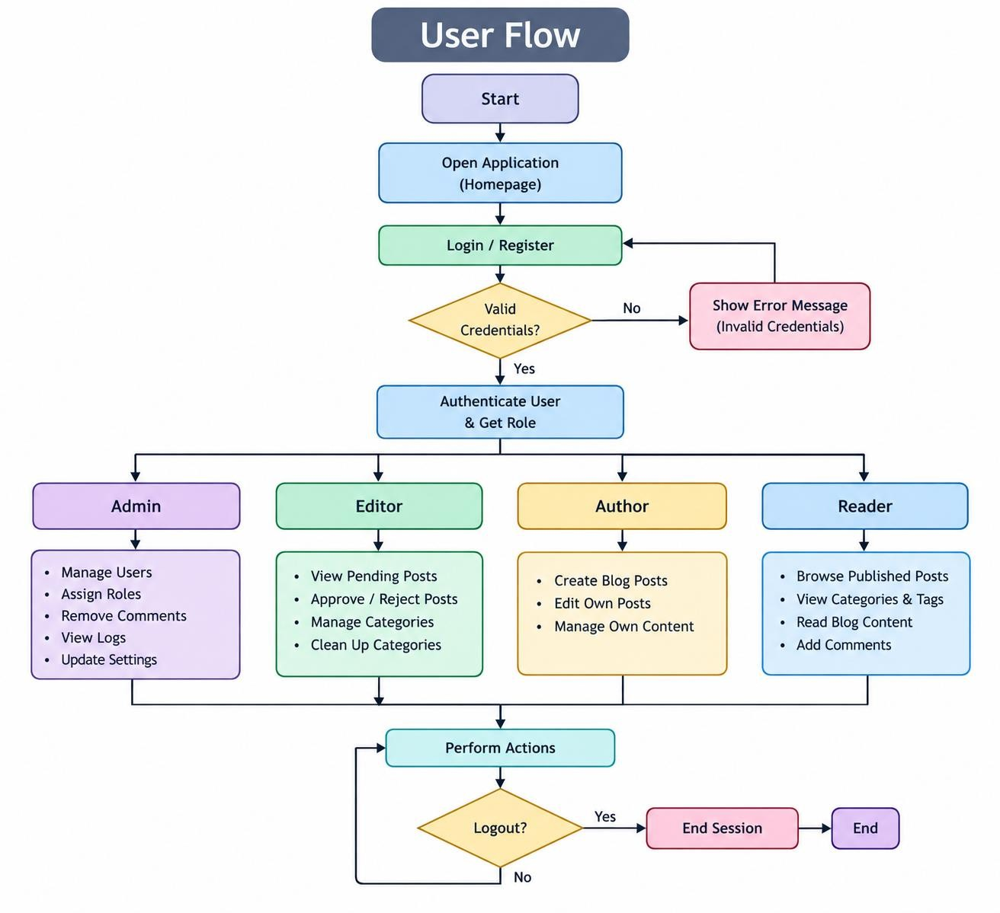 User Flow
Start
Open Application
(Homepage)
Login / Register
Valid
Credentials?
No
Show Error Message
(Invalid Credentials)
Yes
Authenticate User
& Get Role
Admin
Editor
Author
Reader
• Manage Users
• Assign Roles
• Remove Comments
• View Logs
• Update Settings
• View Pending Posts
• Approve / Reject Posts
• Manage Categories
• Clean Up Categories
• Create Blog Posts
• Edit Own Posts
• Manage Own Content
• Browse Published Posts
• View Categories & Tags
• Read Blog Content
• Add Comments
Perform Actions
Logout?
Yes
End Session
End
No